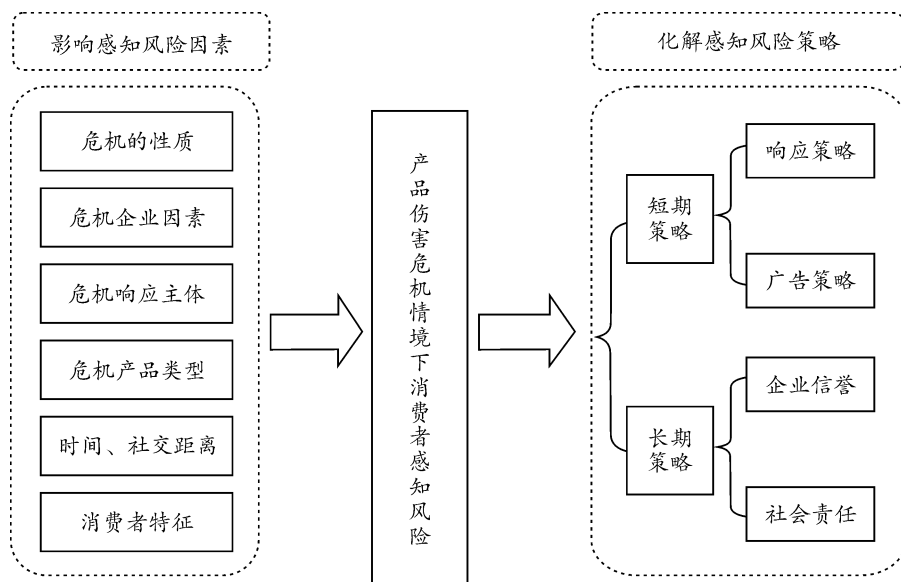 影响感知风险因素
危机的性质
危机企业因素
危机响应主体
危机产品类型
时间、社交距离
消费者特征
产品伤害危机情境下消费者感知风险
化解感知风险策略
短期
策略
响应策略
广告策略
长期
策略
企业信誉
社会责任